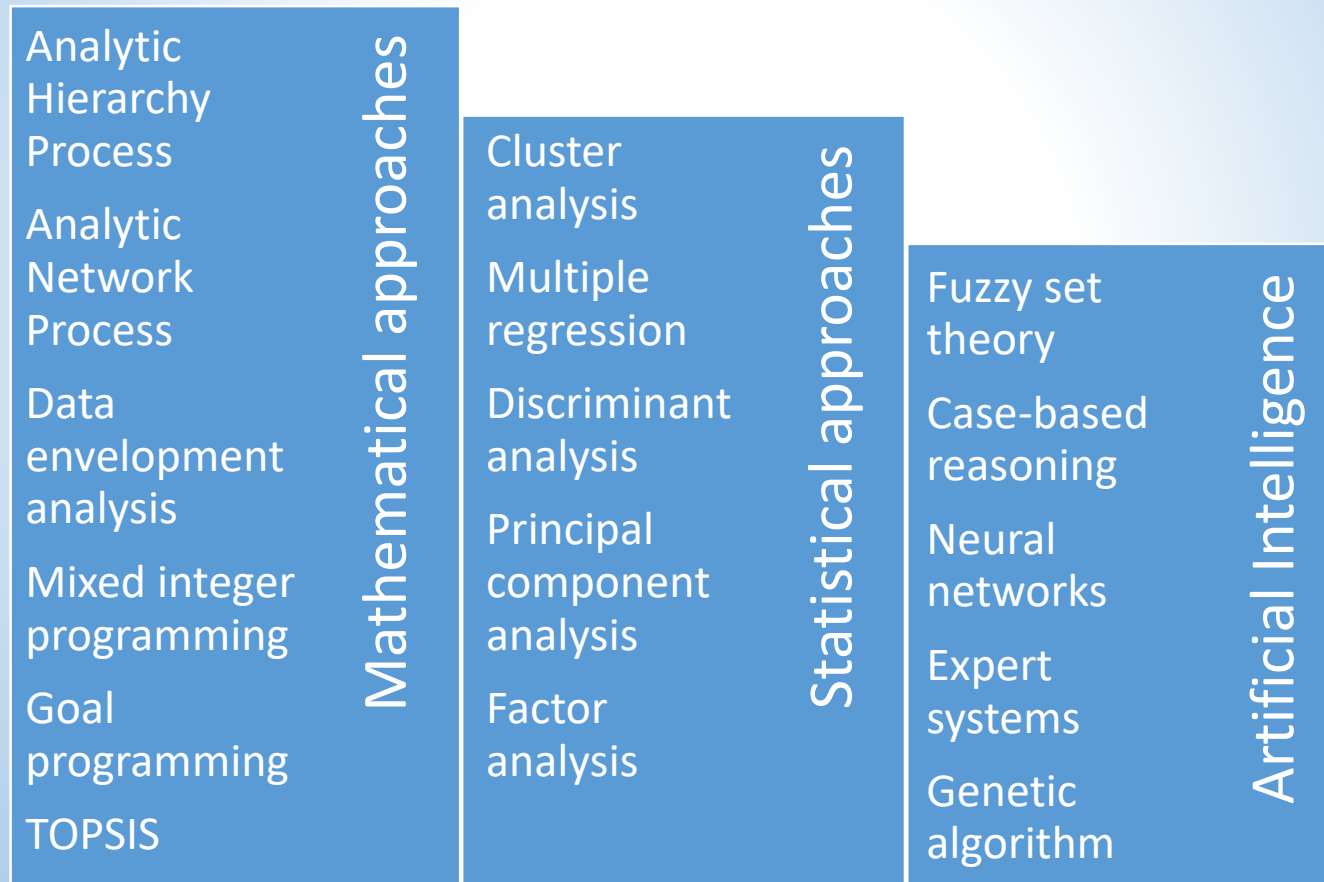 Analytic
Hierarchy
Process
Analytic
Network
Process
Data
envelopment
analysis
Mixed integer
programming
Goal
programming
TOPSIS
Mathematical approaches
Cluster
analysis
Multiple
regression
Discriminant
analysis
Principal
component
analysis
Factor
analysis
Statistical approaches
Fuzzy set
theory
Case-based
reasoning
Neural
networks
Expert
systems
Genetic
algorithm
Artificial Intelligence